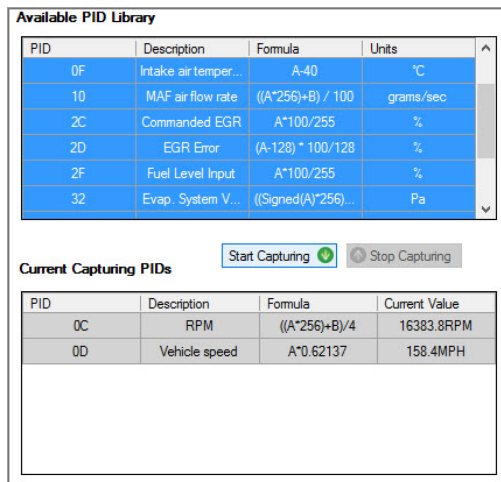 Available PID Library
PID Description Formula Units
0F Intake air temper... A-40 °C
10 MAF air flow rate ((A*256)+B) / 100 grams/sec
2C Commanded EGR A*100/255 %
2D EGR Error (A-128) * 100/128 %
2F Fuel Level Input A*100/255 %
32 Evap. System V... ((Signed(A)*256)... Pa
Start Capturing Stop Capturing
Current Capturing PIDs
PID Description Formula Current Value
0C RPM ((A*256)+B)/4 16383.8RPM
0D Vehicle speed A*0.62137 158.4MPH